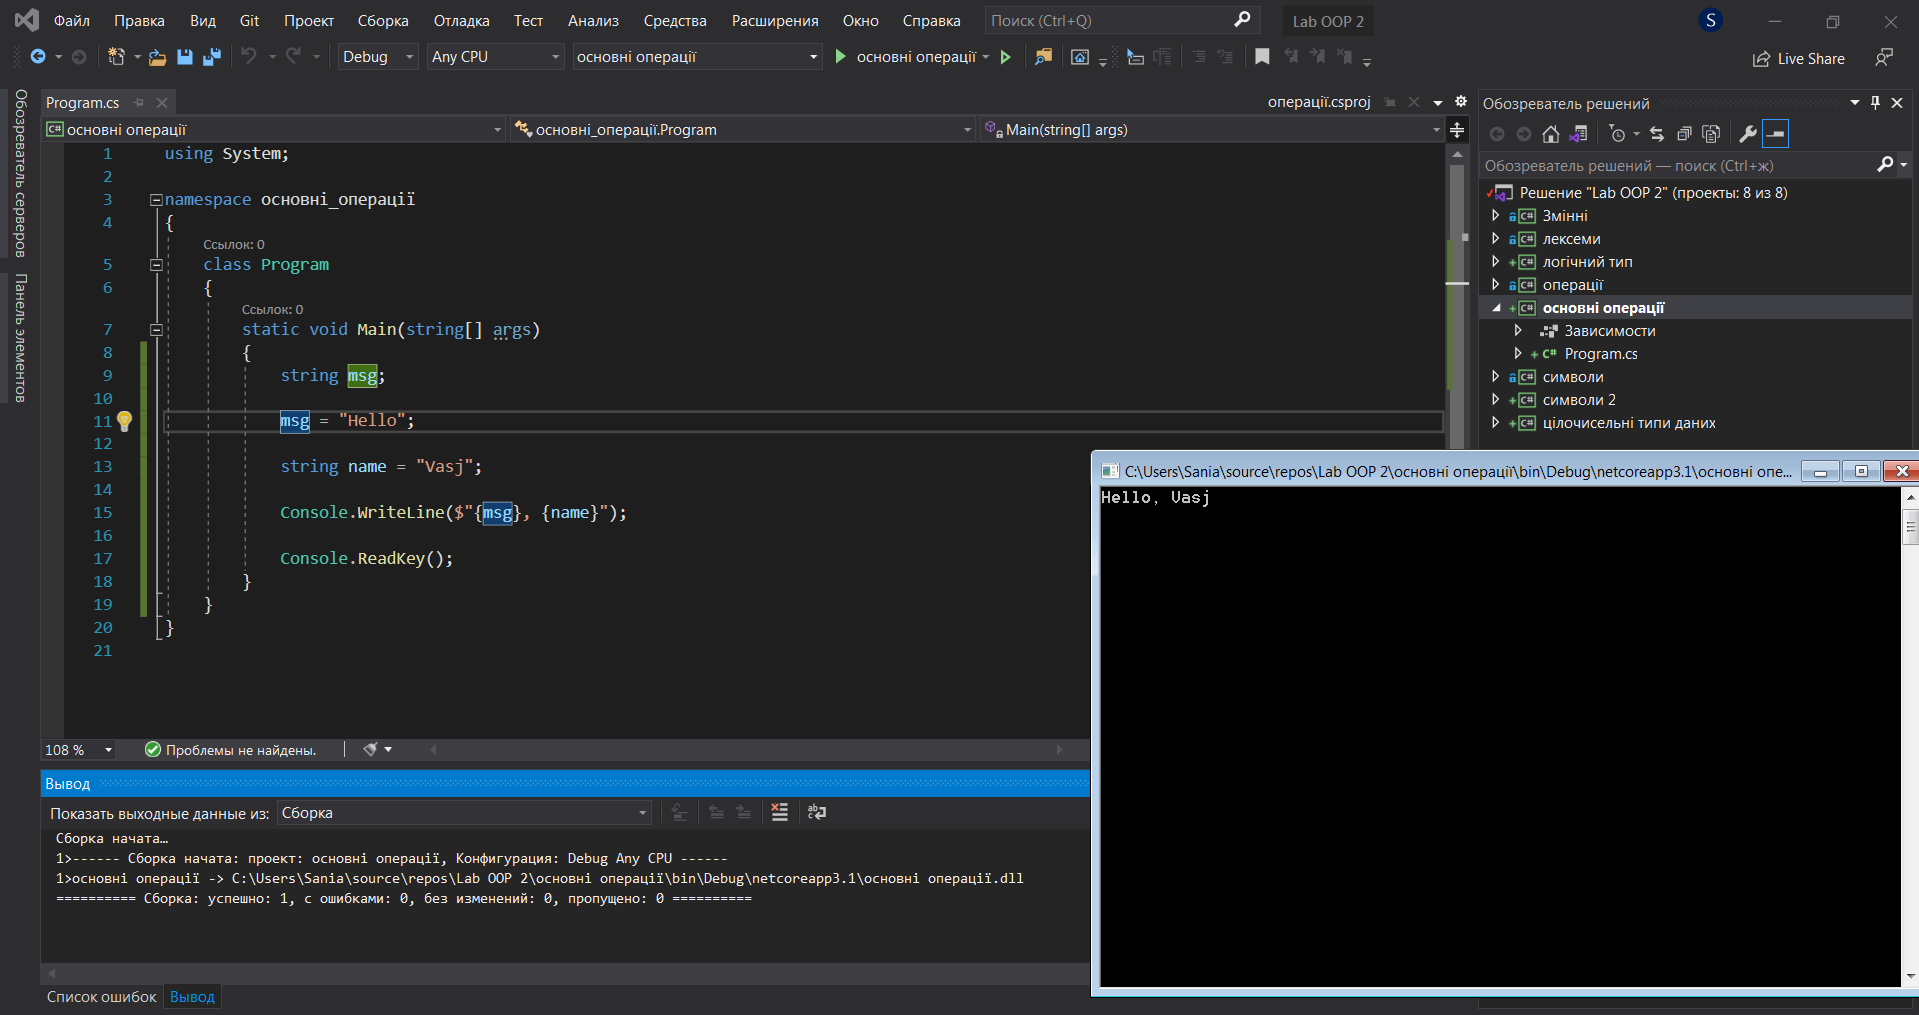 Файл Правка Вид Git Проект Сборка Отладка Тест Анализ Средства Расширения Окно Справка Поиск (Ctrl+Q) Lab OOP 2 S
Debug Any CPU основні операції основні операції Live Share
Обозреватель серверов
Панель элементов
Program.cs операції.csproj
основні операції основні_операції.Program Main(string[] args)
1 using System;
2
3 namespace основні_операції
4 {
Ссылок: 0
5 class Program
6 {
Ссылок: 0
7 static void Main(string[] args)
8 {
9 string msg;
10
11 msg = "Hello";
12
13 string name = "Vasj";
14
15 Console.WriteLine($"{msg}, {name}");
16
17 Console.ReadKey();
18 }
19 }
20 }
21
108 % Проблемы не найдены.
Вывод
Показать выходные данные из: Сборка
Сборка начата…
1>------ Сборка начата: проект: основні операції, Конфигурация: Debug Any CPU ------
1>основні операції -> C:\Users\Sania\source\repos\Lab OOP 2\основні операції\bin\Debug\netcoreapp3.1\основні операції.dll
========== Сборка: успешно: 1, с ошибками: 0, без изменений: 0, пропущено: 0 ==========
Список ошибок Вывод
Обозреватель решений
Обозреватель решений — поиск (Ctrl+ж)
Решение "Lab OOP 2" (проекты: 8 из 8)
C# Змінні
C# лексеми
C# логічний тип
C# операції
C# основні операції
Зависимости
C# Program.cs
C# символи
C# символи 2
C# цілочисельні типи даних
C:\Users\Sania\source\repos\Lab OOP 2\основні операції\bin\Debug\netcoreapp3.1\основні опе...
Hello, Vasj